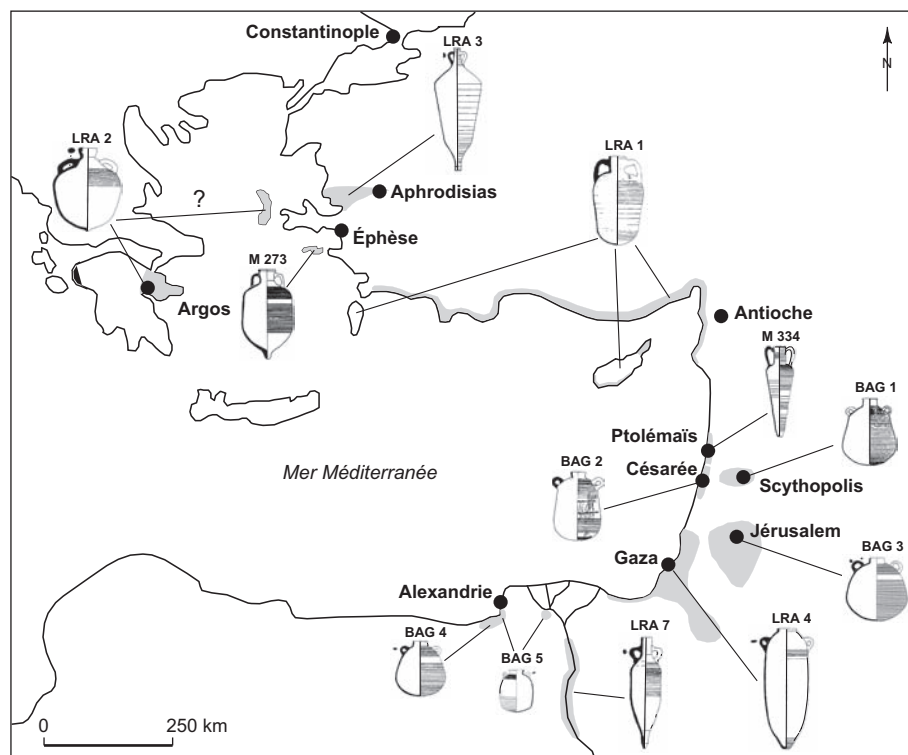 Constantinople
LRA 3
N
LRA 2
LRA 1
?
Aphrodisias
Éphèse
M 273
Argos
Antioche
M 334
BAG 1
Ptolémaïs
Mer Méditerranée
BAG 2
Césarée
Scythopolis
Jérusalem
Gaza
BAG 3
Alexandrie
BAG 4
BAG 5
LRA 7
LRA 4
0
250 km